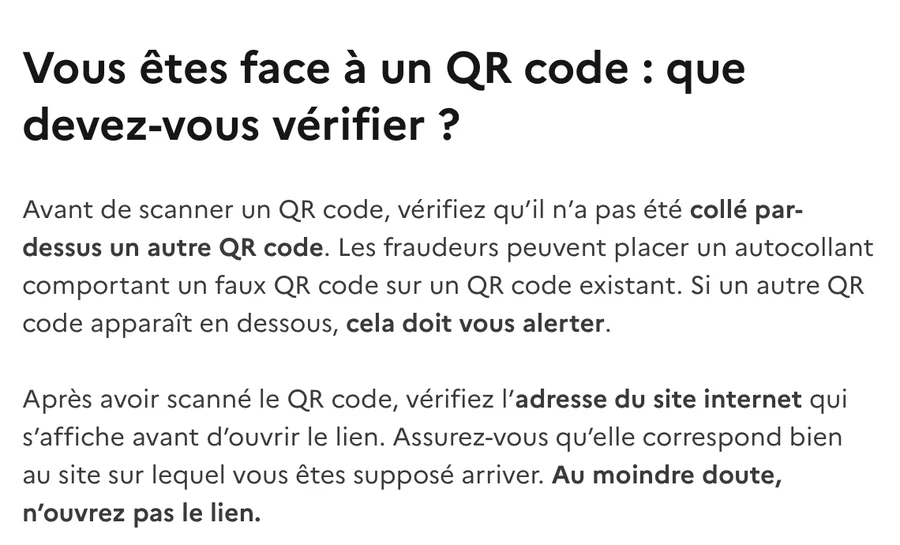 Vous êtes face à un QR code : que
devez-vous vérifier ?
Avant de scanner un QR code, vérifiez qu’il n’a pas été collé par-
dessus un autre QR code. Les fraudeurs peuvent placer un autocollant
comportant un faux QR code sur un QR code existant. Si un autre QR
code apparaît en dessous, cela doit vous alerter.
Après avoir scanné le QR code, vérifiez l’adresse du site internet qui
s’affiche avant d’ouvrir le lien. Assurez-vous qu’elle correspond bien
au site sur lequel vous êtes supposé arriver. Au moindre doute,
n’ouvrez pas le lien.